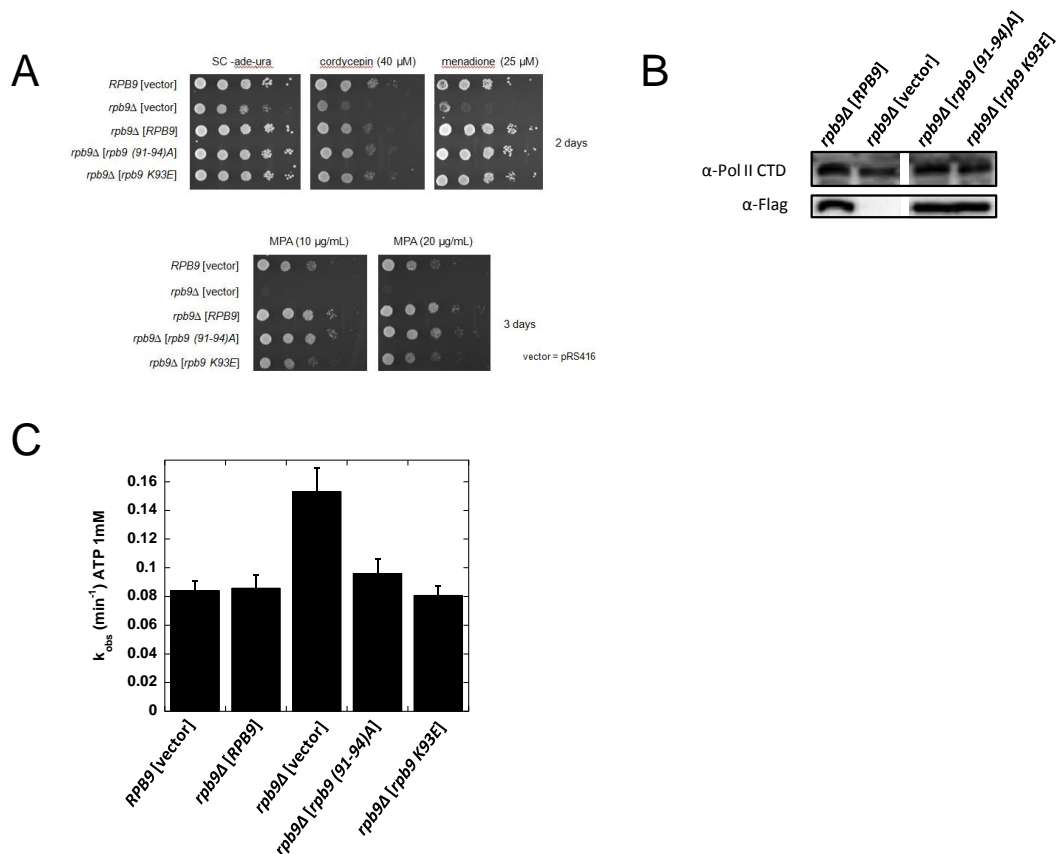 A
SC -ade-ura
cordycepin (40 µM)
menadione (25 µM)
RPB9 [vector]
rpb9Δ [vector]
rpb9Δ [RPB9]
rpb9Δ [rpb9 (91-94)A]
rpb9Δ [rpb9 K93E]
2 days
MPA (10 µg/mL)
MPA (20 µg/mL)
RPB9 [vector]
rpb9Δ [vector]
rpb9Δ [RPB9]
rpb9Δ [rpb9 (91-94)A]
rpb9Δ [rpb9 K93E]
3 days
vector = pRS416
B
rpb9Δ [RPB9]
rpb9Δ [vector]
rpb9Δ [rpb9 (91-94)A]
rpb9Δ [rpb9 K93E]
α-Pol II CTD
α-Flag
C
k obs (min-1) ATP 1mM
0.16
0.14
0.12
0.1
0.08
0.06
0.04
0.02
0
RPB9 [vector]
rpb9Δ [RPB9]
rpb9Δ [vector]
rpb9Δ [rpb9 (91-94)A]
rpb9Δ [rpb9 K93E]